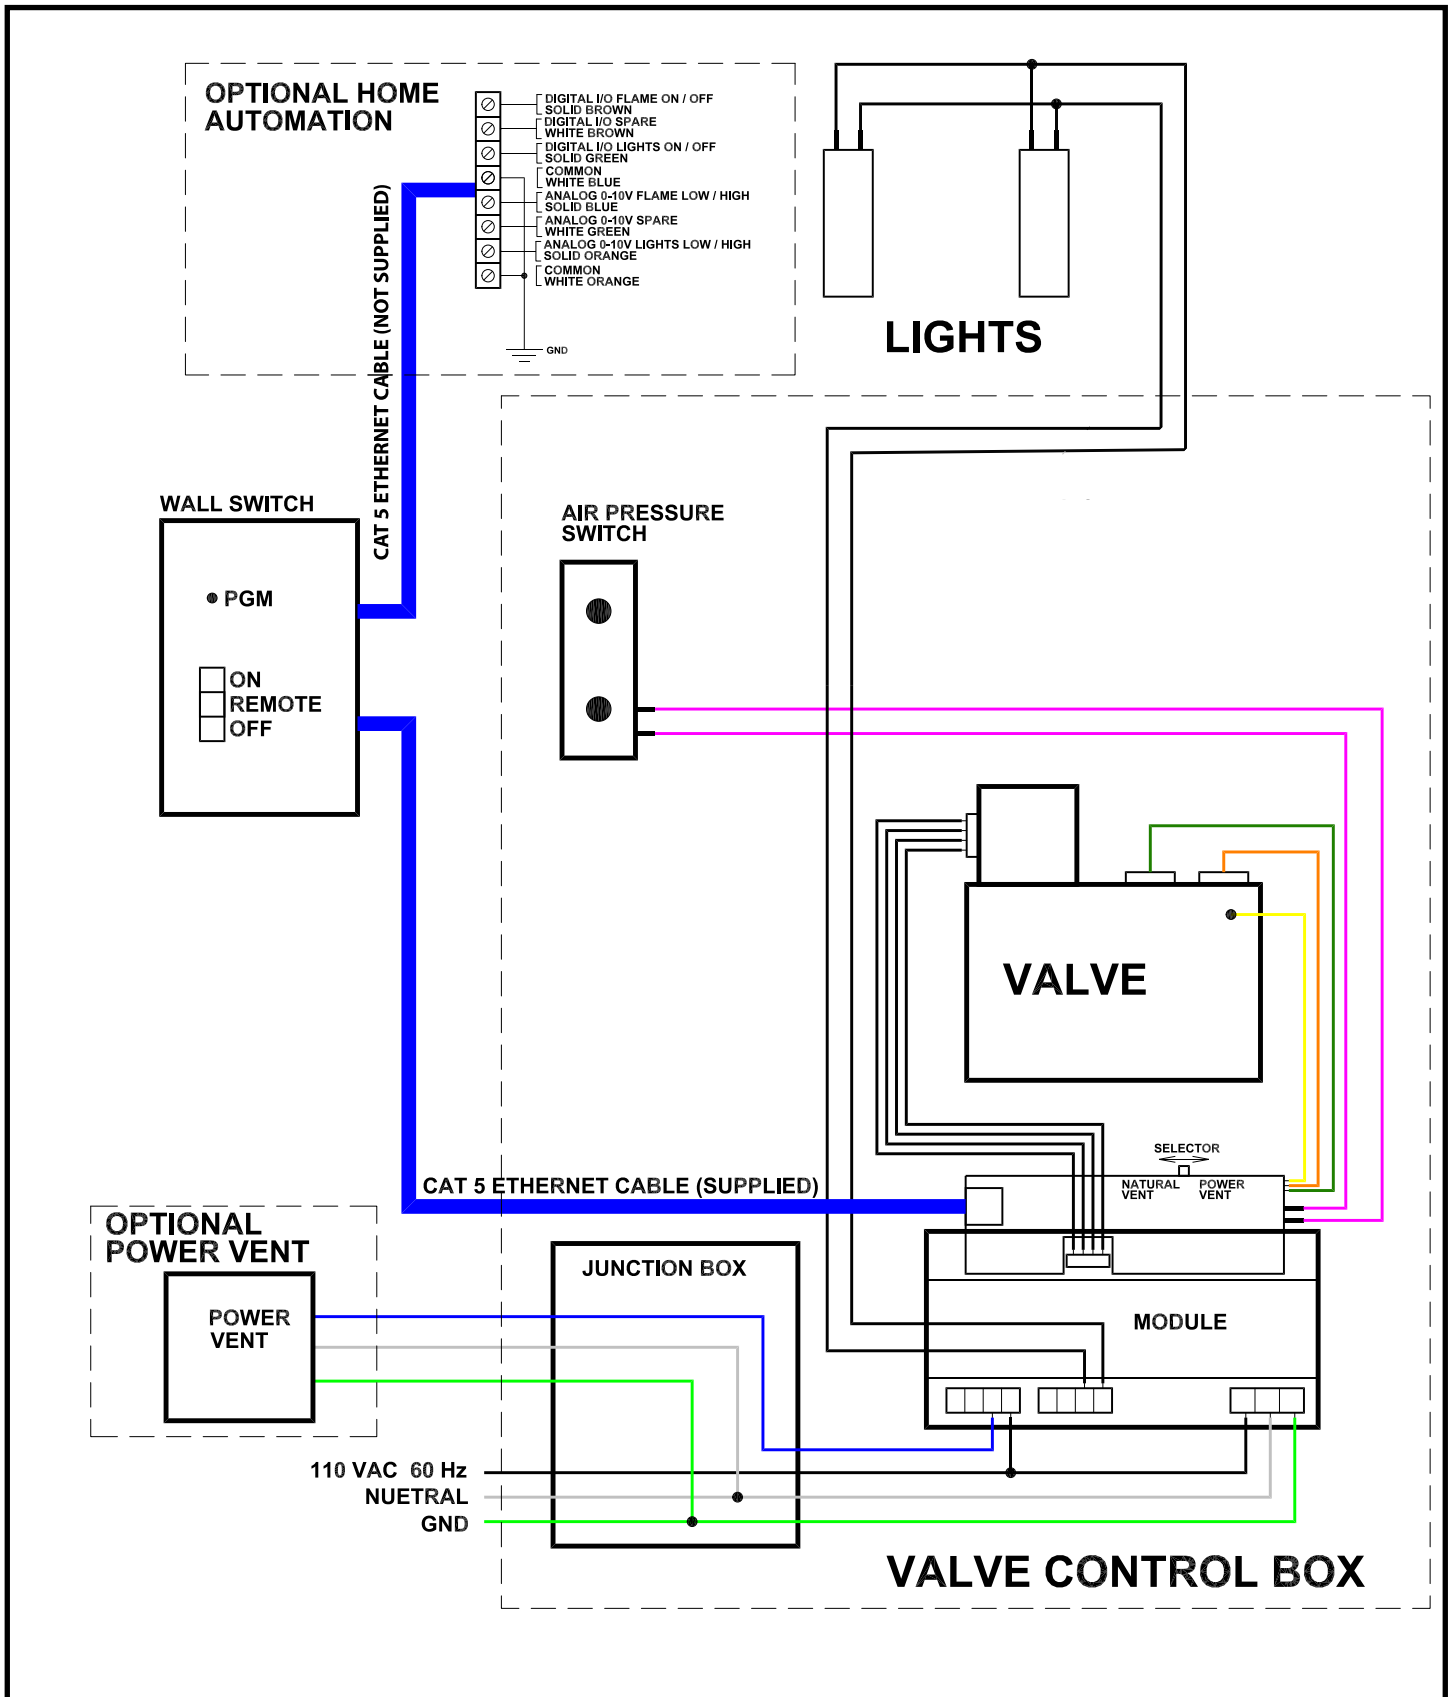 OPTIONAL HOME
AUTOMATION
DIGITAL I/O FLAME ON / OFF
SOLID BROWN
DIGITAL I/O SPARE
WHITE BROWN
DIGITAL I/O LIGHTS ON / OFF
SOLID GREEN
COMMON
WHITE BLUE
ANALOG 0-10V FLAME LOW / HIGH
SOLID BLUE
ANALOG 0-10V SPARE
WHITE GREEN
ANALOG 0-10V LIGHTS LOW / HIGH
SOLID ORANGE
COMMON
WHITE ORANGE
GND
LIGHTS
CAT 5 ETHERNET CABLE (NOT SUPPLIED)
WALL SWITCH
PGM
ON
REMOTE
OFF
AIR PRESSURE
SWITCH
VALVE
SELECTOR
NATURAL
VENT
POWER
VENT
CAT 5 ETHERNET CABLE (SUPPLIED)
OPTIONAL
POWER VENT
POWER
VENT
JUNCTION BOX
MODULE
110 VAC  60 Hz
NUETRAL
GND
VALVE CONTROL BOX